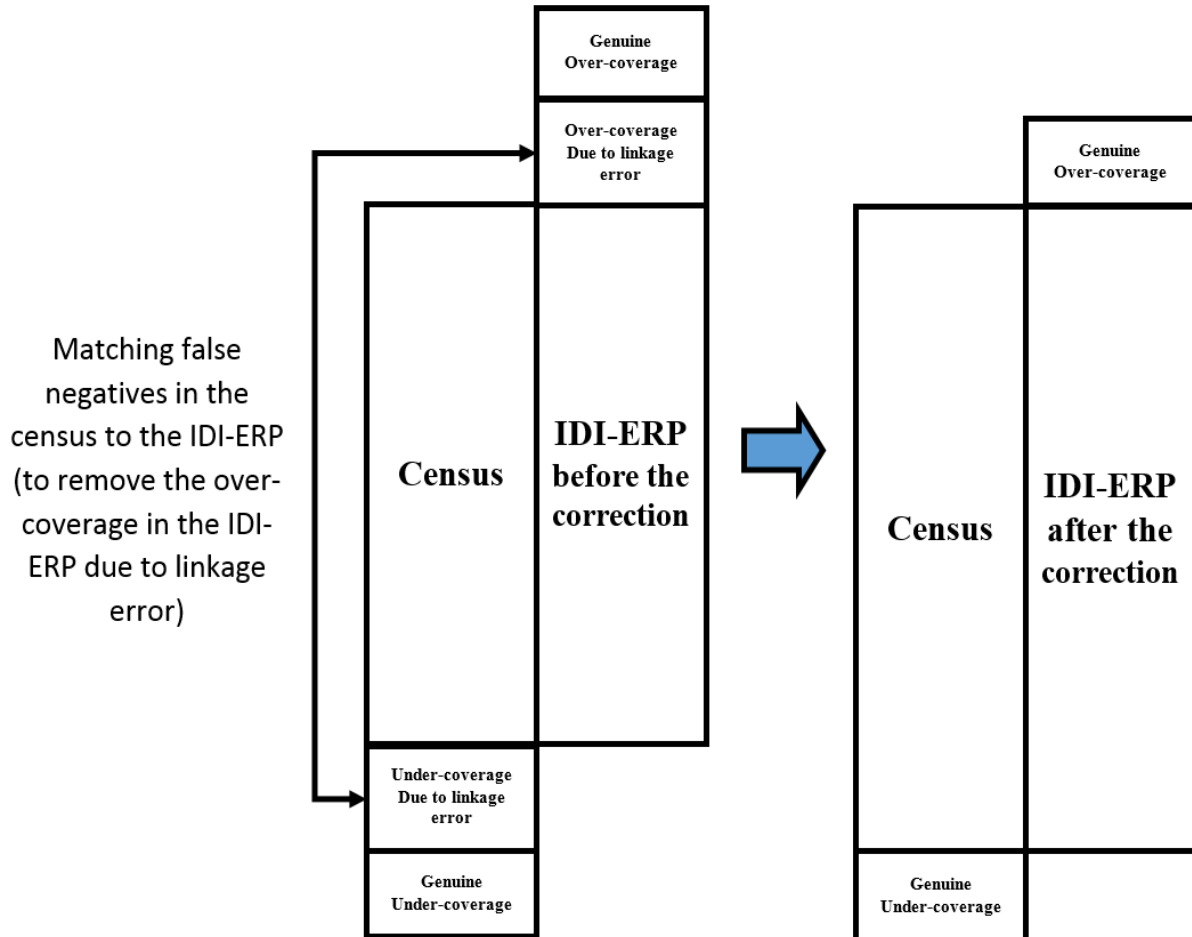 Genuine
Over-coverage
Over-coverage
Due to linkage
error
Genuine
Over-coverage
Matching false
negatives in the
census to the IDI-ERP
(to remove the over-
coverage in the IDI-
ERP due to linkage
error)
Census
IDI-ERP
before the
correction
Census
IDI-ERP
after the
correction
Under-coverage
Due to linkage
error
Genuine
Under-coverage
Genuine
Under-coverage